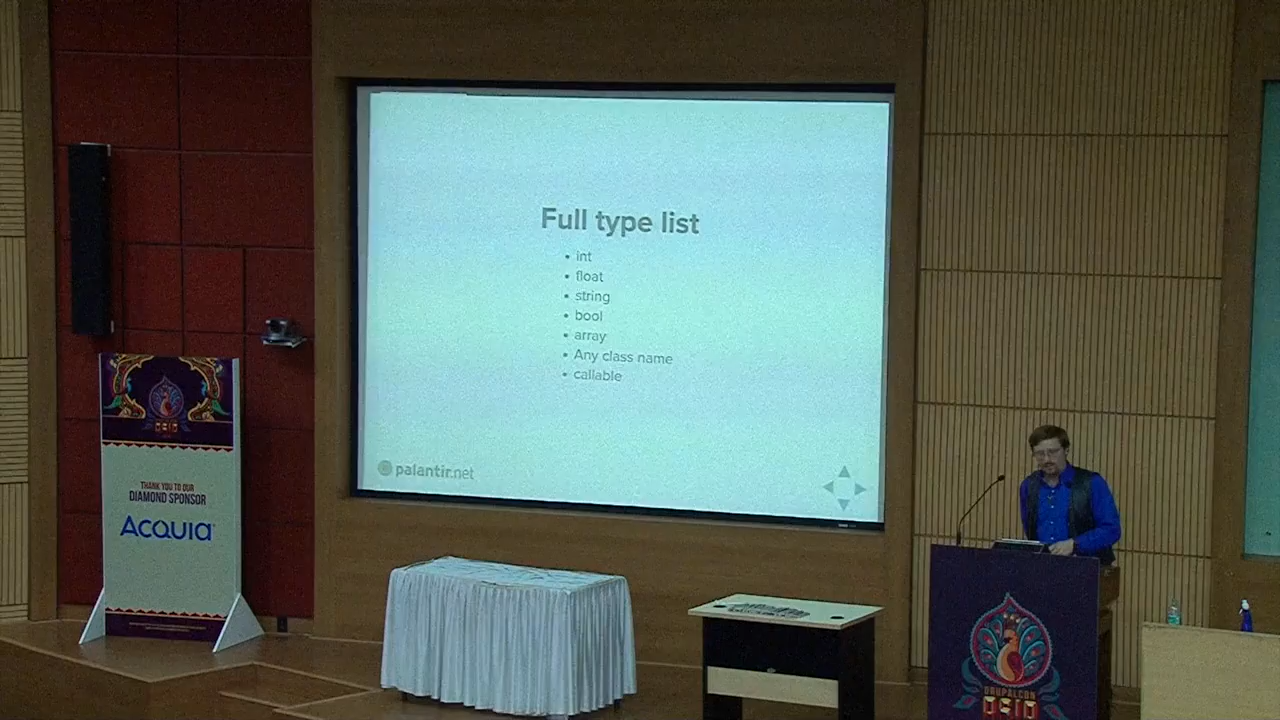 Full type list
• int
• float
• string
• bool
• array
• Any class name
• callable
palantir.net
THANK YOU TO OUR
DIAMOND SPONSOR
ACQUIA
DRUPALCON